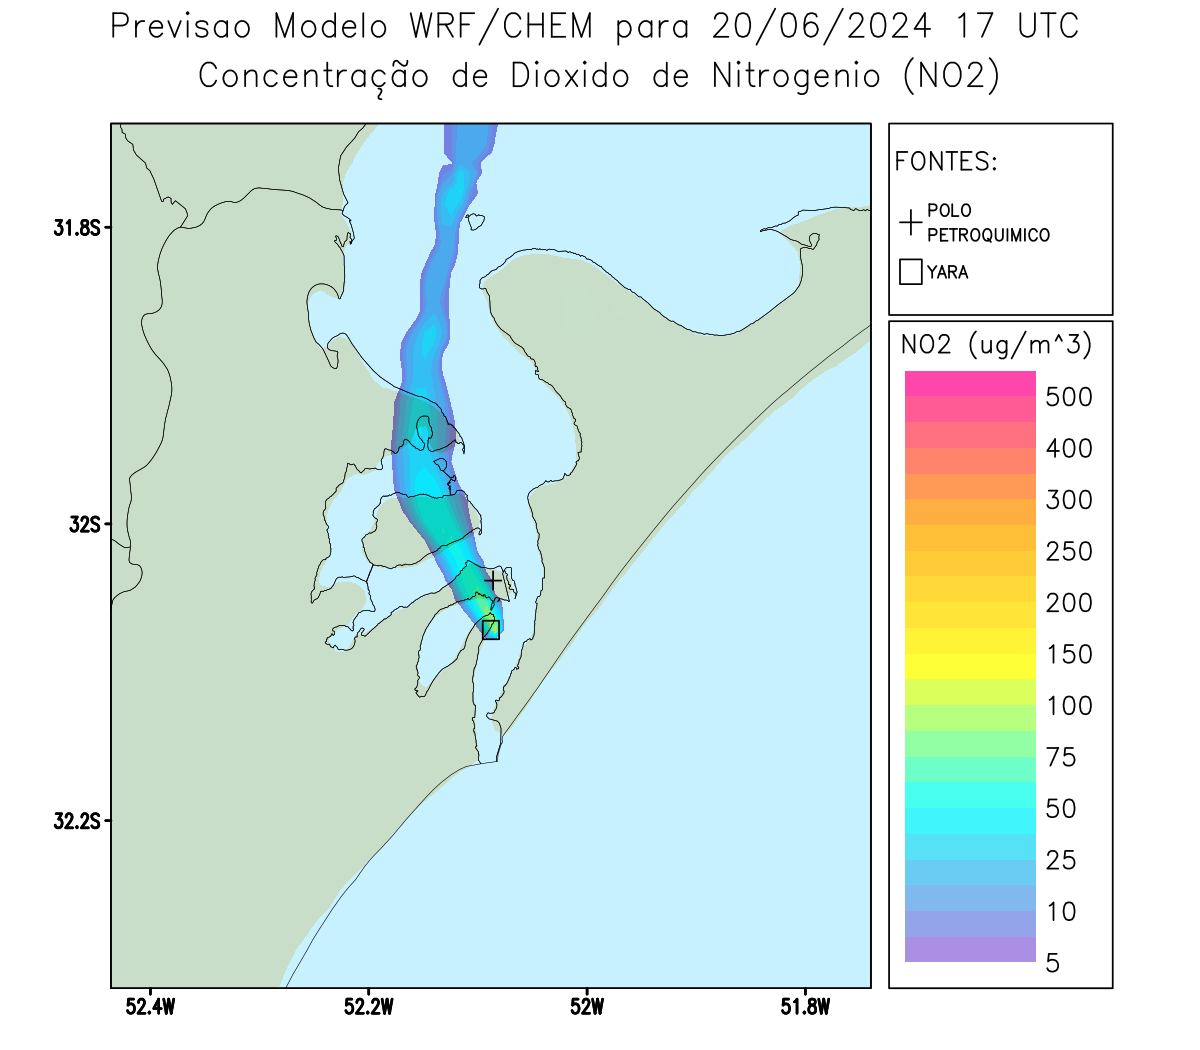 Previsao Modelo WRF/CHEM para 20/06/2024 17 UTC
Concentração de Dioxido de Nitrogenio (NO2)
FONTES:
POLO
PETROQUIMICO
YARA
NO2 (ug/m^3)
500
400
300
250
200
150
100
75
50
25
10
5
31.8S
32S
32.2S
52.4W
52.2W
52W
51.8W